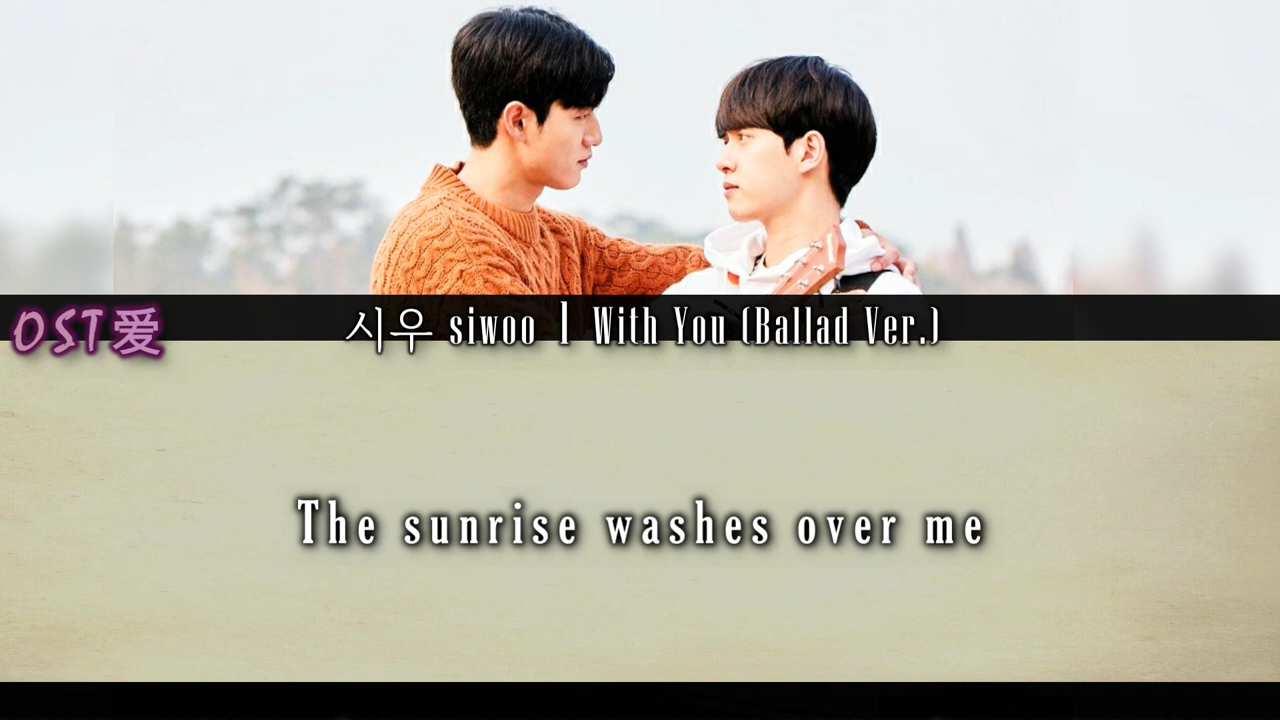 OST爱
시우 siwoo l With You (Ballad Ver.)
The sunrise washes over me